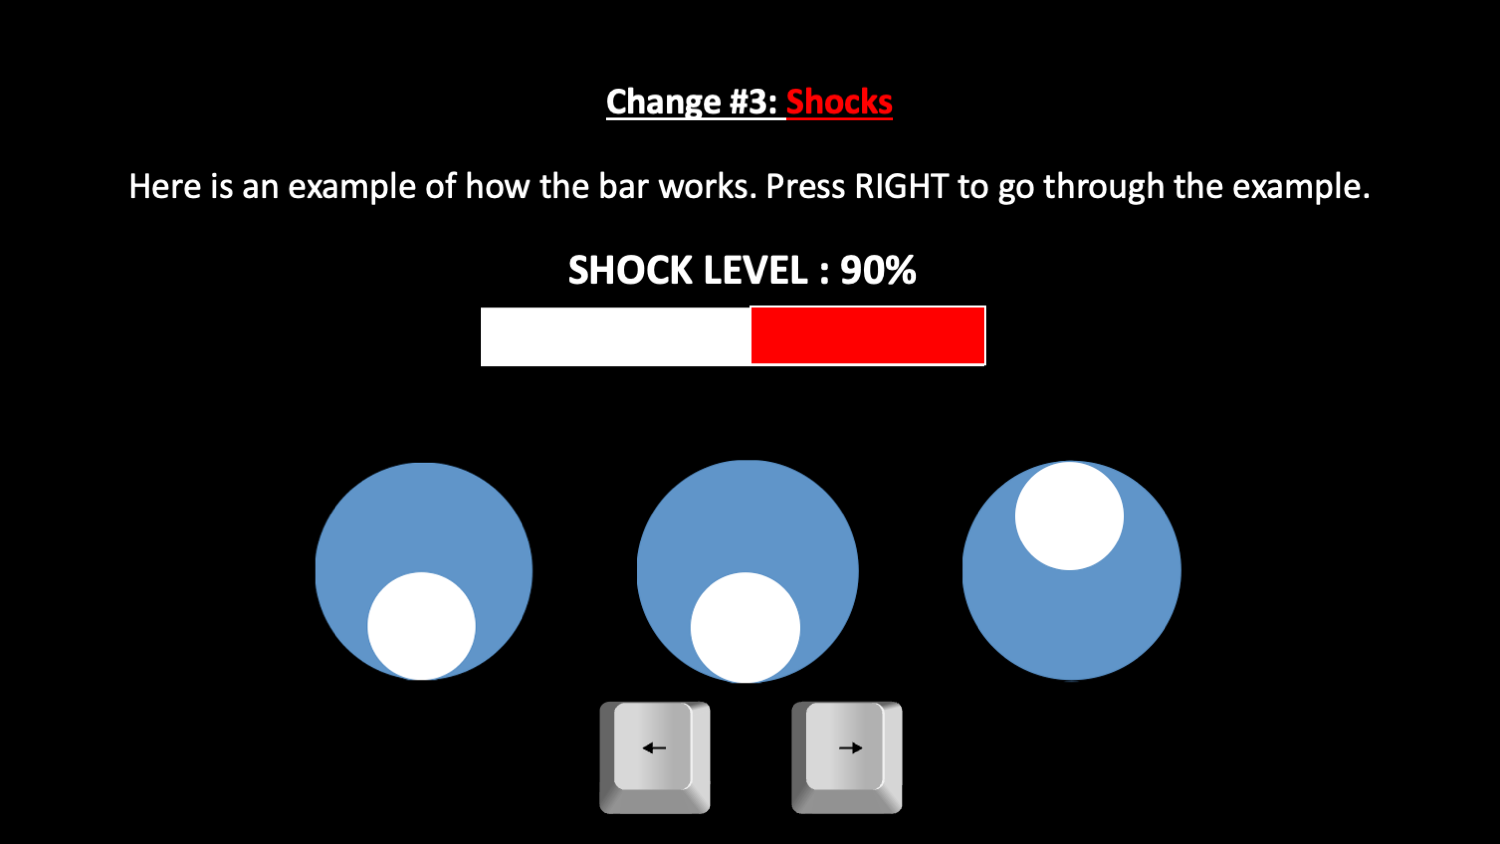 Change #3: Shocks
Here is an example of how the bar works. Press RIGHT to go through the example.
SHOCK LEVEL : 90%
← →